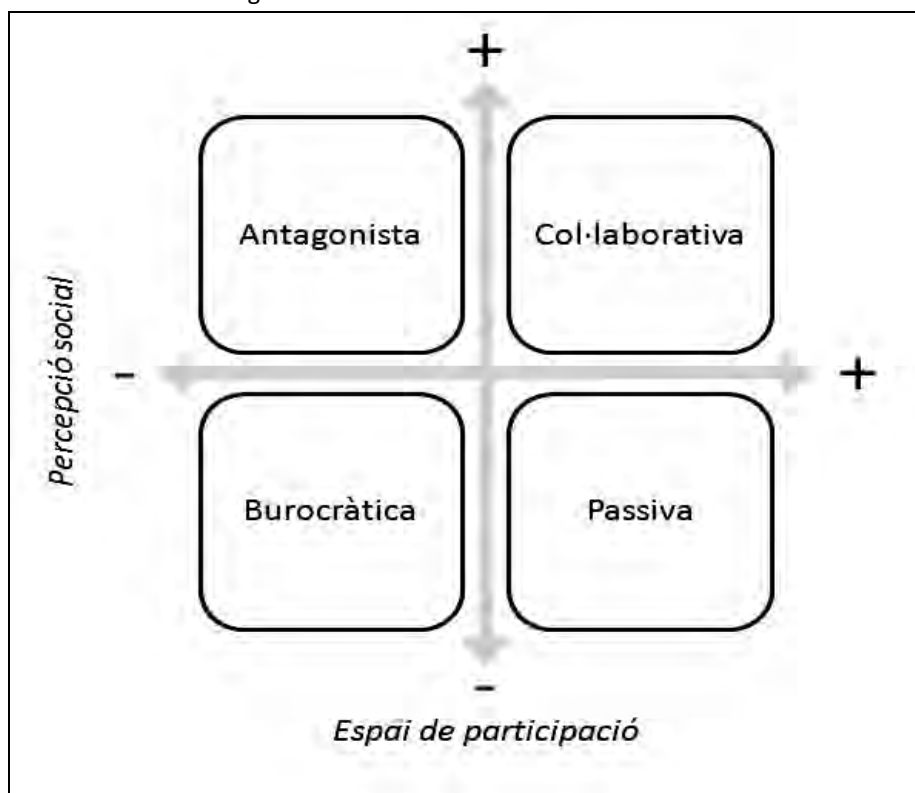 +
Antagonista
Col·laborativa
Percepció social
-
+
Burocràtica
Passiva
-
Espai de participació